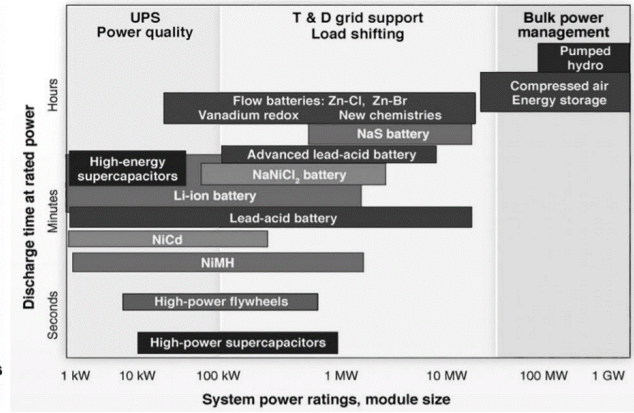 UPS
Power quality
T & D grid support
Load shifting
Bulk power
management
Pumped
hydro
Compressed air
Energy storage
Flow batteries: Zn-Cl, Zn-Br
Vanadium redox New chemistries
NaS battery
Advanced lead-acid battery
High-energy
supercapacitors
NaNiCl₂ battery
Li-ion battery
Lead-acid battery
NiCd
NiMH
High-power flywheels
High-power supercapacitors
Discharge time at rated power
Hours
Minutes
Seconds
1 kW 10 kW 100 kW 1 MW 10 MW 100 MW 1 GW
System power ratings, module size